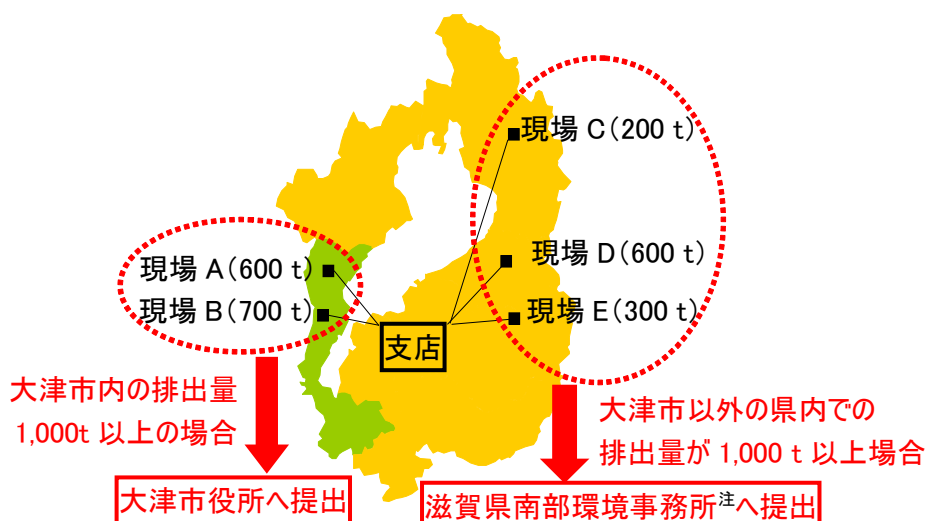 現場 C(200 t)
現場 A(600 t)
現場 D(600 t)
現場 B(700 t)
現場 E(300 t)
支店
大津市内の排出量
1,000t 以上の場合
大津市以外の県内での
排出量が 1,000 t 以上場合
大津市役所へ提出
滋賀県南部環境事務所注へ提出